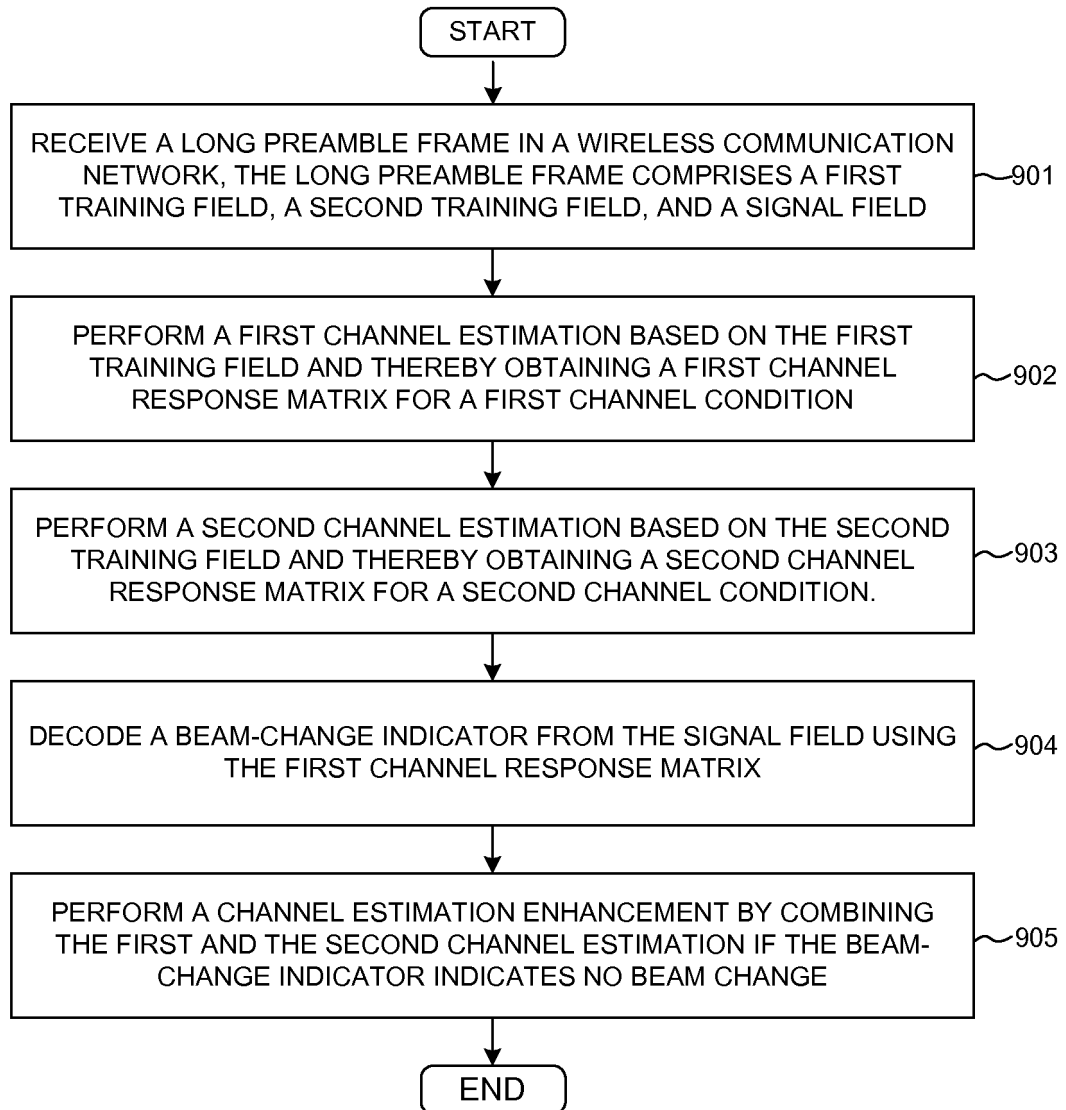 START
RECEIVE A LONG PREAMBLE FRAME IN A WIRELESS COMMUNICATION
NETWORK, THE LONG PREAMBLE FRAME COMPRISES A FIRST
TRAINING FIELD, A SECOND TRAINING FIELD, AND A SIGNAL FIELD
901
PERFORM A FIRST CHANNEL ESTIMATION BASED ON THE FIRST
TRAINING FIELD AND THEREBY OBTAINING A FIRST CHANNEL
RESPONSE MATRIX FOR A FIRST CHANNEL CONDITION
902
PERFORM A SECOND CHANNEL ESTIMATION BASED ON THE SECOND
TRAINING FIELD AND THEREBY OBTAINING A SECOND CHANNEL
RESPONSE MATRIX FOR A SECOND CHANNEL CONDITION.
903
DECODE A BEAM-CHANGE INDICATOR FROM THE SIGNAL FIELD USING
THE FIRST CHANNEL RESPONSE MATRIX
904
PERFORM A CHANNEL ESTIMATION ENHANCEMENT BY COMBINING
THE FIRST AND THE SECOND CHANNEL ESTIMATION IF THE BEAM-
CHANGE INDICATOR INDICATES NO BEAM CHANGE
905
END